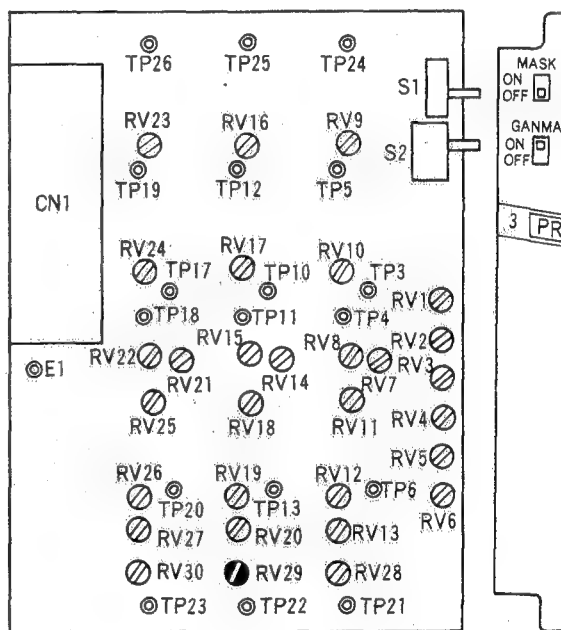 TP26 TP25 TP24
MASK
S1
ON
OFF
RV23 RV16 RV9
GANMA
S2
ON
OFF
TP19 TP12 TP5
CN1
3 PR
RV24 RV17 RV10
TP17 TP10 TP3
RV1
TP18 TP11 TP4
RV15
RV2
RV22 RV8
RV3
E1
RV21 RV14 RV7
RV25 RV18 RV11
RV4
RV5
RV26 RV19 RV12
TP6
TP20 TP13
RV6
RV27 RV20 RV13
RV30 RV29 RV28
TP23 TP22 TP21